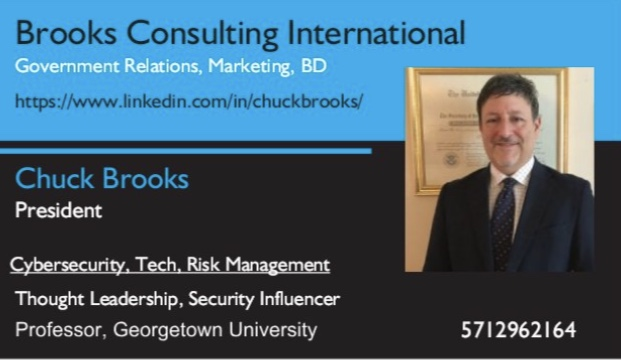 Brooks Consulting International
Government Relations, Marketing, BD
https://www.linkedin.com/in/chuckbrooks/
Chuck Brooks
President
Cybersecurity, Tech, Risk Management
Thought Leadership, Security Influencer
Professor, Georgetown University
5712962164